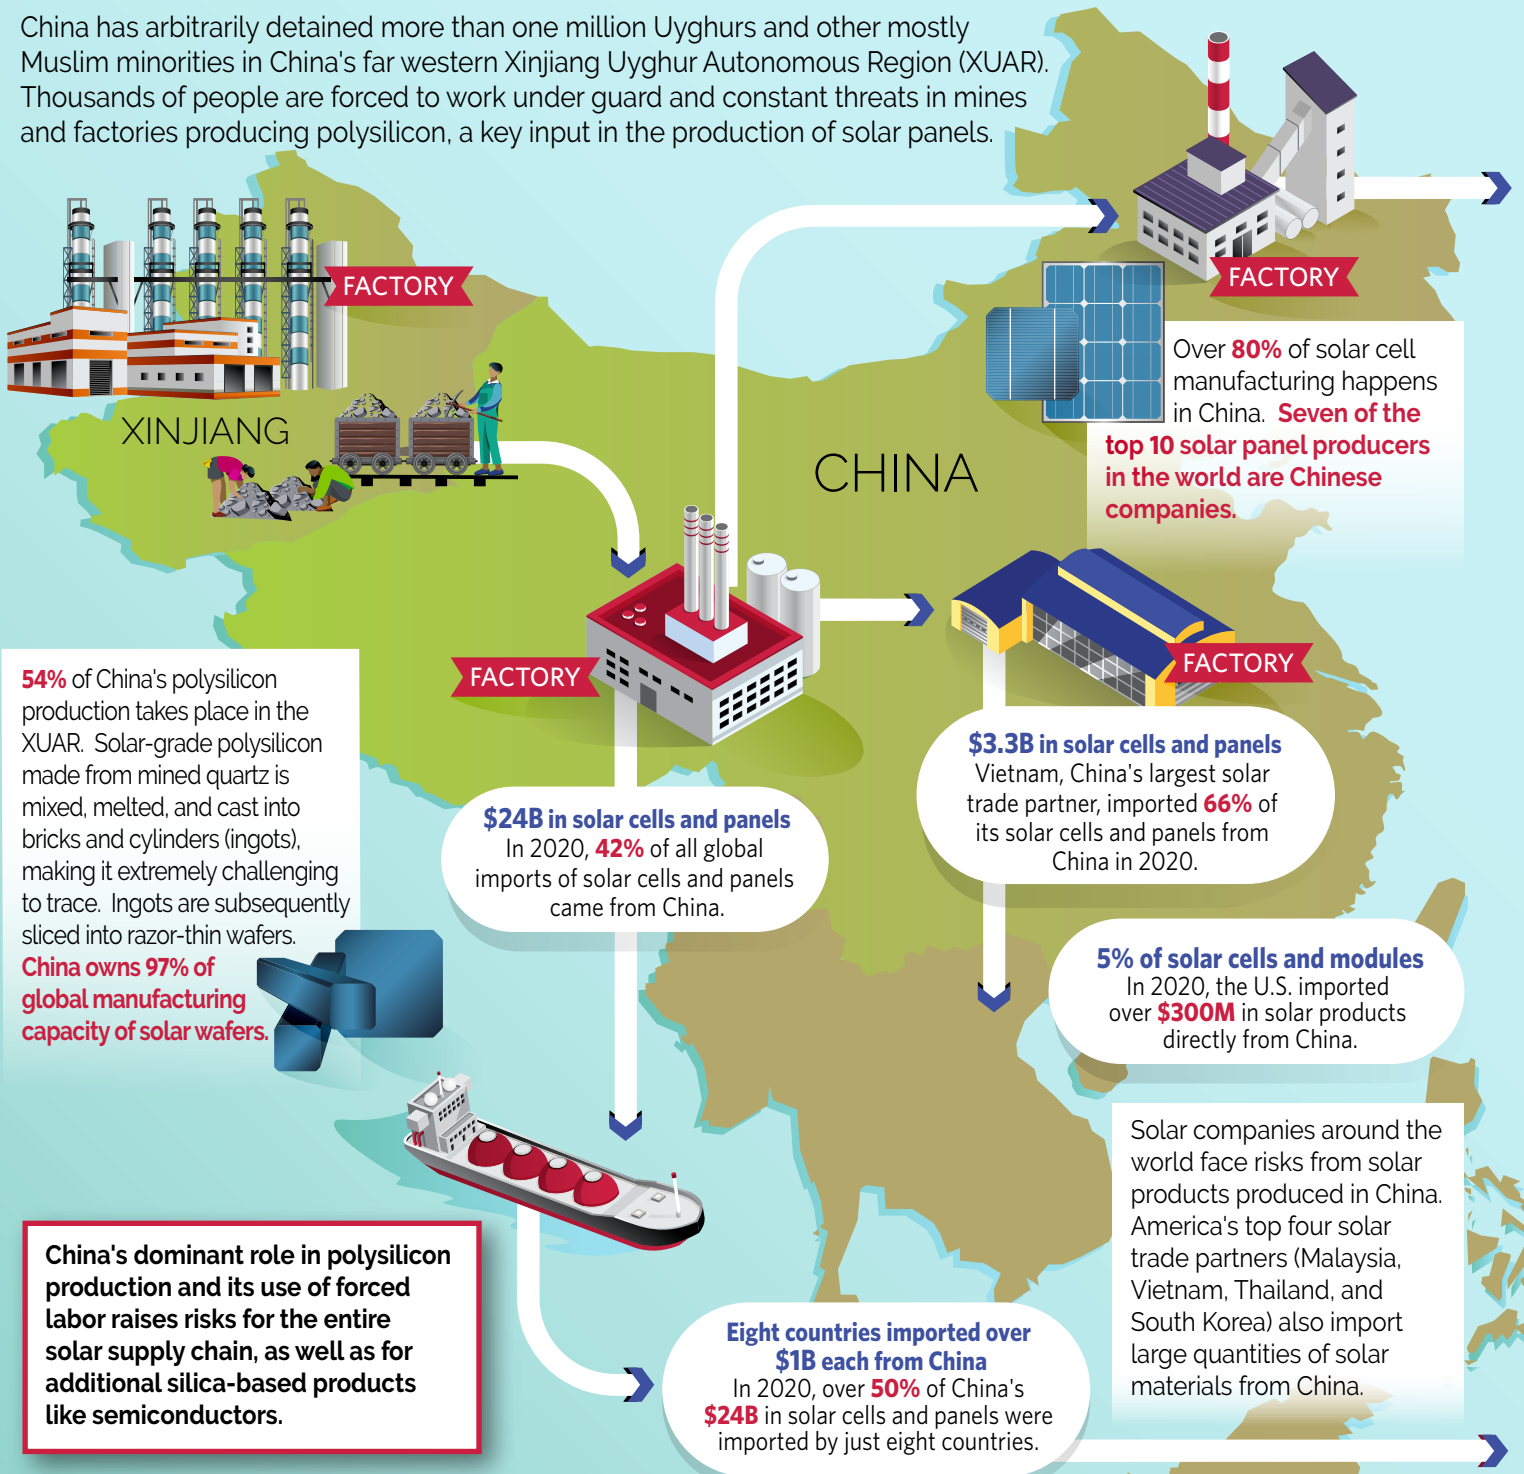 China has arbitrarily detained more than one million Uyghurs and other mostly
Muslim minorities in China's far western Xinjiang Uyghur Autonomous Region (XUAR).
Thousands of people are forced to work under guard and constant threats in mines
and factories producing polysilicon, a key input in the production of solar panels.
FACTORY
FACTORY
XINJIANG
CHINA
Over 80% of solar cell
manufacturing happens
in China. Seven of the
top 10 solar panel producers
in the world are Chinese
companies.
FACTORY
FACTORY
54% of China's polysilicon
production takes place in the
XUAR. Solar-grade polysilicon
made from mined quartz is
mixed, melted, and cast into
bricks and cylinders (ingots),
making it extremely challenging
to trace. Ingots are subsequently
sliced into razor-thin wafers.
China owns 97% of
global manufacturing
capacity of solar wafers.
$24B in solar cells and panels
In 2020, 42% of all global
imports of solar cells and panels
came from China.
$3.3B in solar cells and panels
Vietnam, China's largest solar
trade partner, imported 66% of
its solar cells and panels from
China in 2020.
5% of solar cells and modules
In 2020, the U.S. imported
over $300M in solar products
directly from China.
Solar companies around the
world face risks from solar
products produced in China.
America's top four solar
trade partners (Malaysia,
Vietnam, Thailand, and
South Korea) also import
large quantities of solar
materials from China.
China's dominant role in polysilicon
production and its use of forced
labor raises risks for the entire
solar supply chain, as well as for
additional silica-based products
like semiconductors.
Eight countries imported over
$1B each from China
In 2020, over 50% of China's
$24B in solar cells and panels were
imported by just eight countries.